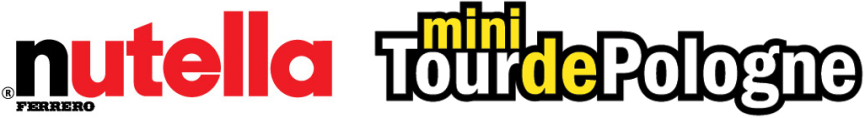 nutella
® FERRERO
mini
TourdePologne